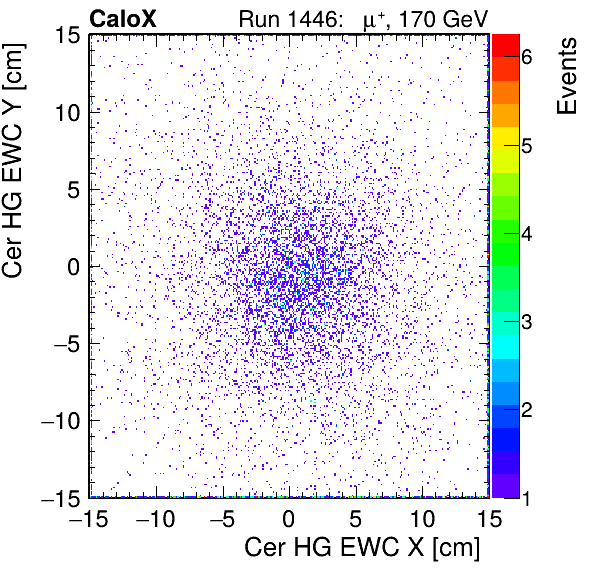 CaloX Run 1446: μ⁺, 170 GeV
Cer HG EWC Y [cm]
15
10
5
0
−5
−10
−15
−15 −10 −5 0 5 10 15
Cer HG EWC X [cm]
Events
6
5
4
3
2
1